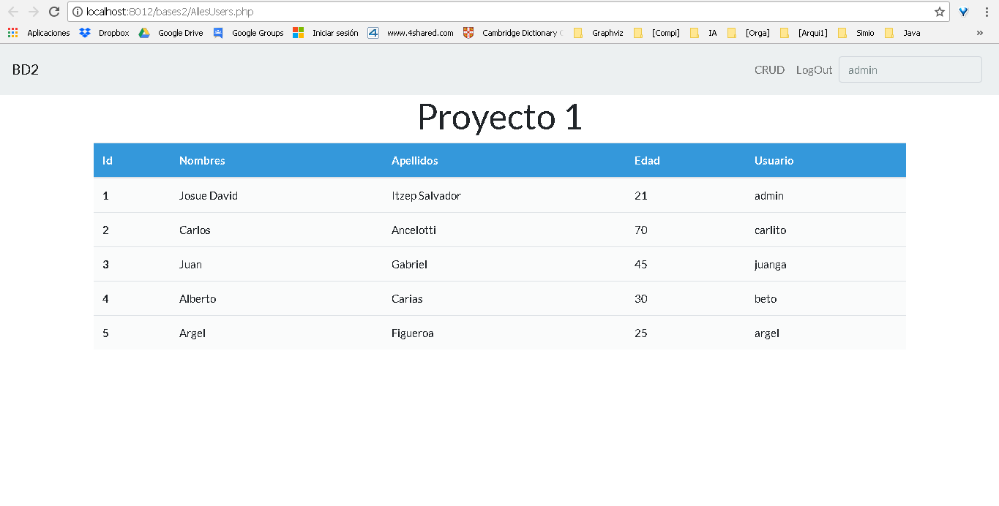 localhost:8012/bases2/AllesUsers.php
Aplicaciones Dropbox Google Drive Google Groups Iniciar sesión 4 www.4shared.com Cambridge Dictionary Graphviz [Compi] IA [Orga] [Arqui1] Simio Java »
BD2 CRUD LogOut admin
Proyecto 1
Id Nombres Apellidos Edad Usuario
1 Josue David Itzep Salvador 21 admin
2 Carlos Ancelotti 70 carlito
3 Juan Gabriel 45 juanga
4 Alberto Carias 30 beto
5 Argel Figueroa 25 argel